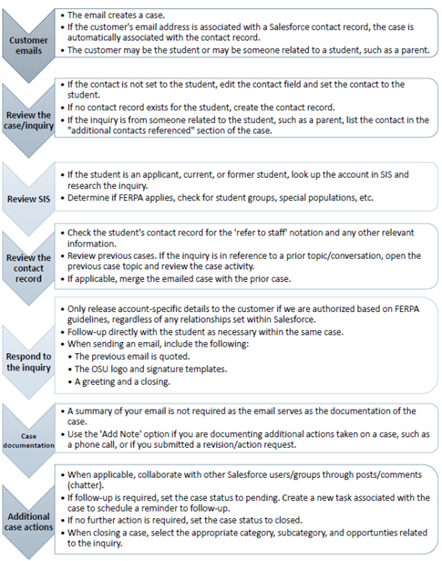 Customer
emails
• The email creates a case.
• If the customer's email address is associated with a Salesforce contact record, the case is
automatically associated with the contact record.
• The customer may be the student or may be someone related to a student, such as a parent.
Review the
case/inquiry
• If the contact is not set to the student, edit the contact field and set the contact to the
student.
• If no contact record exists for the student, create the contact record.
• If the inquiry is from someone related to the student, such as a parent, list the contact in the
"additional contacts referenced" section of the case.
Review SIS
• If the student is an applicant, current, or former student, look up the account in SIS and
research the inquiry.
• Determine if FERPA applies, check for student groups, special populations, etc.
Review the
contact
record
• Check the student's contact record for the 'refer to staff' notation and any other relevant
information.
• Review previous cases. If the inquiry is in reference to a prior topic/conversation, open the
previous case topic and review the case activity.
• If applicable, merge the emailed case with the prior case.
Respond to
the inquiry
• Only release account-specific details to the customer if we are authorized based on FERPA
guidelines, regardless of any relationships set within Salesforce.
• Follow-up directly with the student as necessary within the same case.
• When sending an email, include the following:
• The previous email is quoted.
• The OSU logo and signature templates.
• A greeting and a closing.
Case
documentation
• A summary of your email is not required as the email serves as the documentation of the
case.
• Use the 'Add Note' option if you are documenting additional actions taken on a case, such as
a phone call, or if you submitted a revision/action request.
Additional
case actions
• When applicable, collaborate with other Salesforce users/groups through posts/comments
(chatter).
• If follow-up is required, set the case status to pending. Create a new task associated with the
case to schedule a reminder to follow-up.
• If no further action is required, set the case status to closed.
• When closing a case, select the appropriate category, subcategory, and opportunties related
to the inquiry.